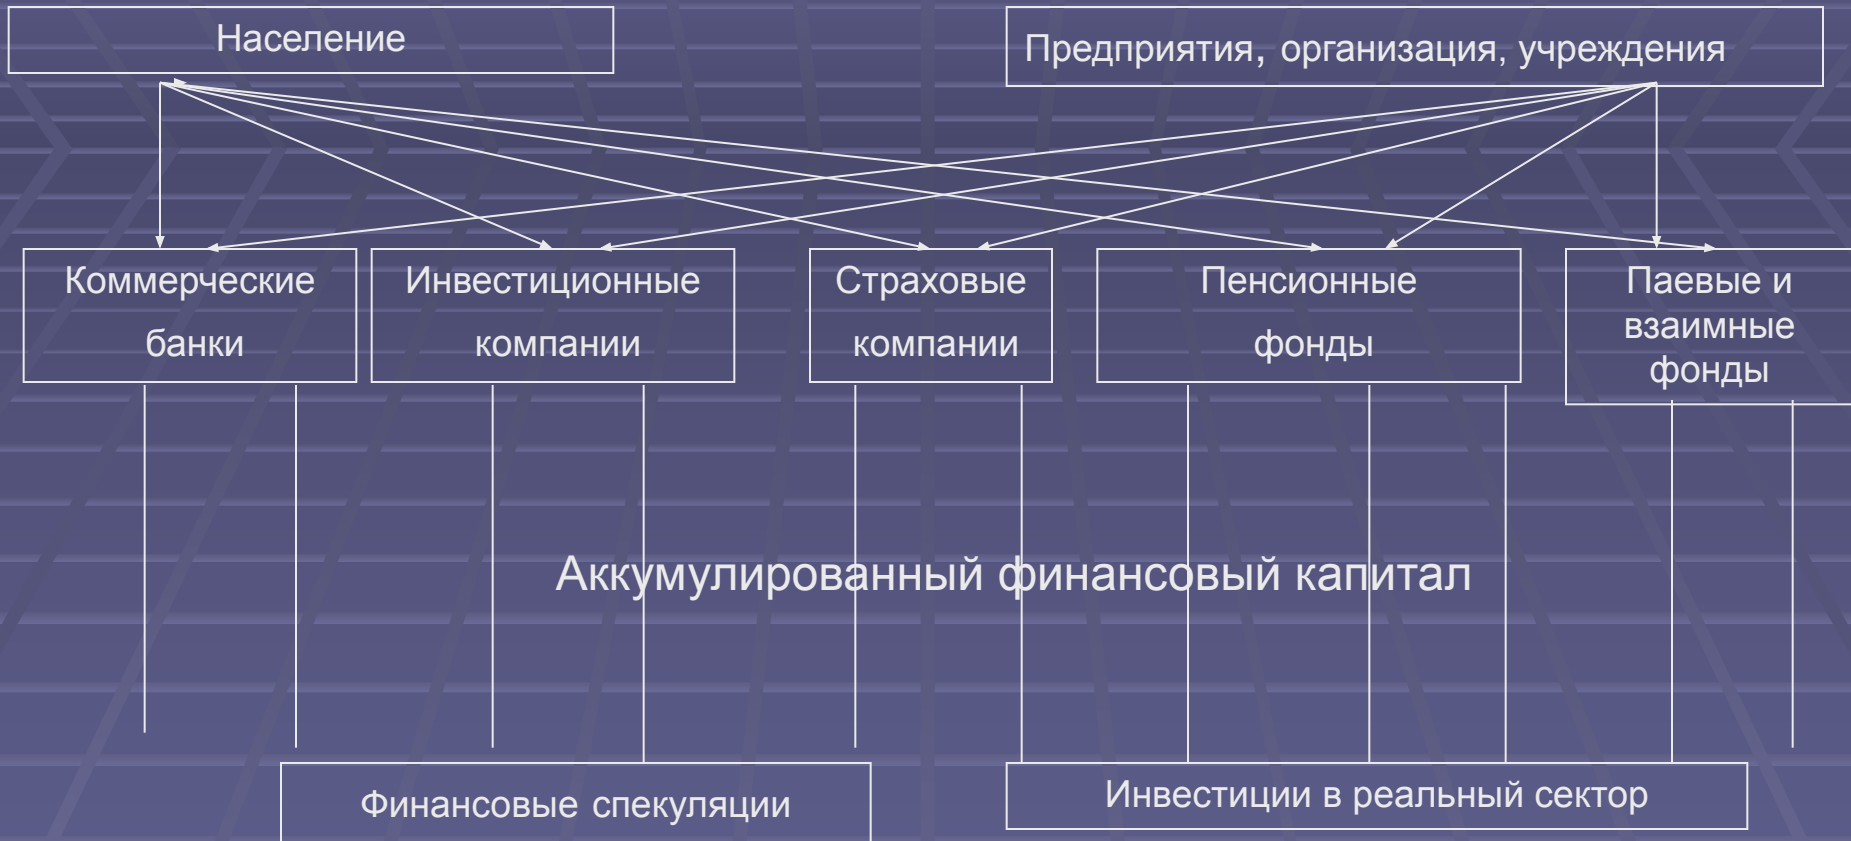 Население
Предприятия, организация, учреждения
Коммерческие
банки
Инвестиционные
компании
Страховые
компании
Пенсионные
фонды
Паевые и
взаимные
фонды
Аккумулированный финансовый капитал
Финансовые спекуляции
Инвестиции в реальный сектор